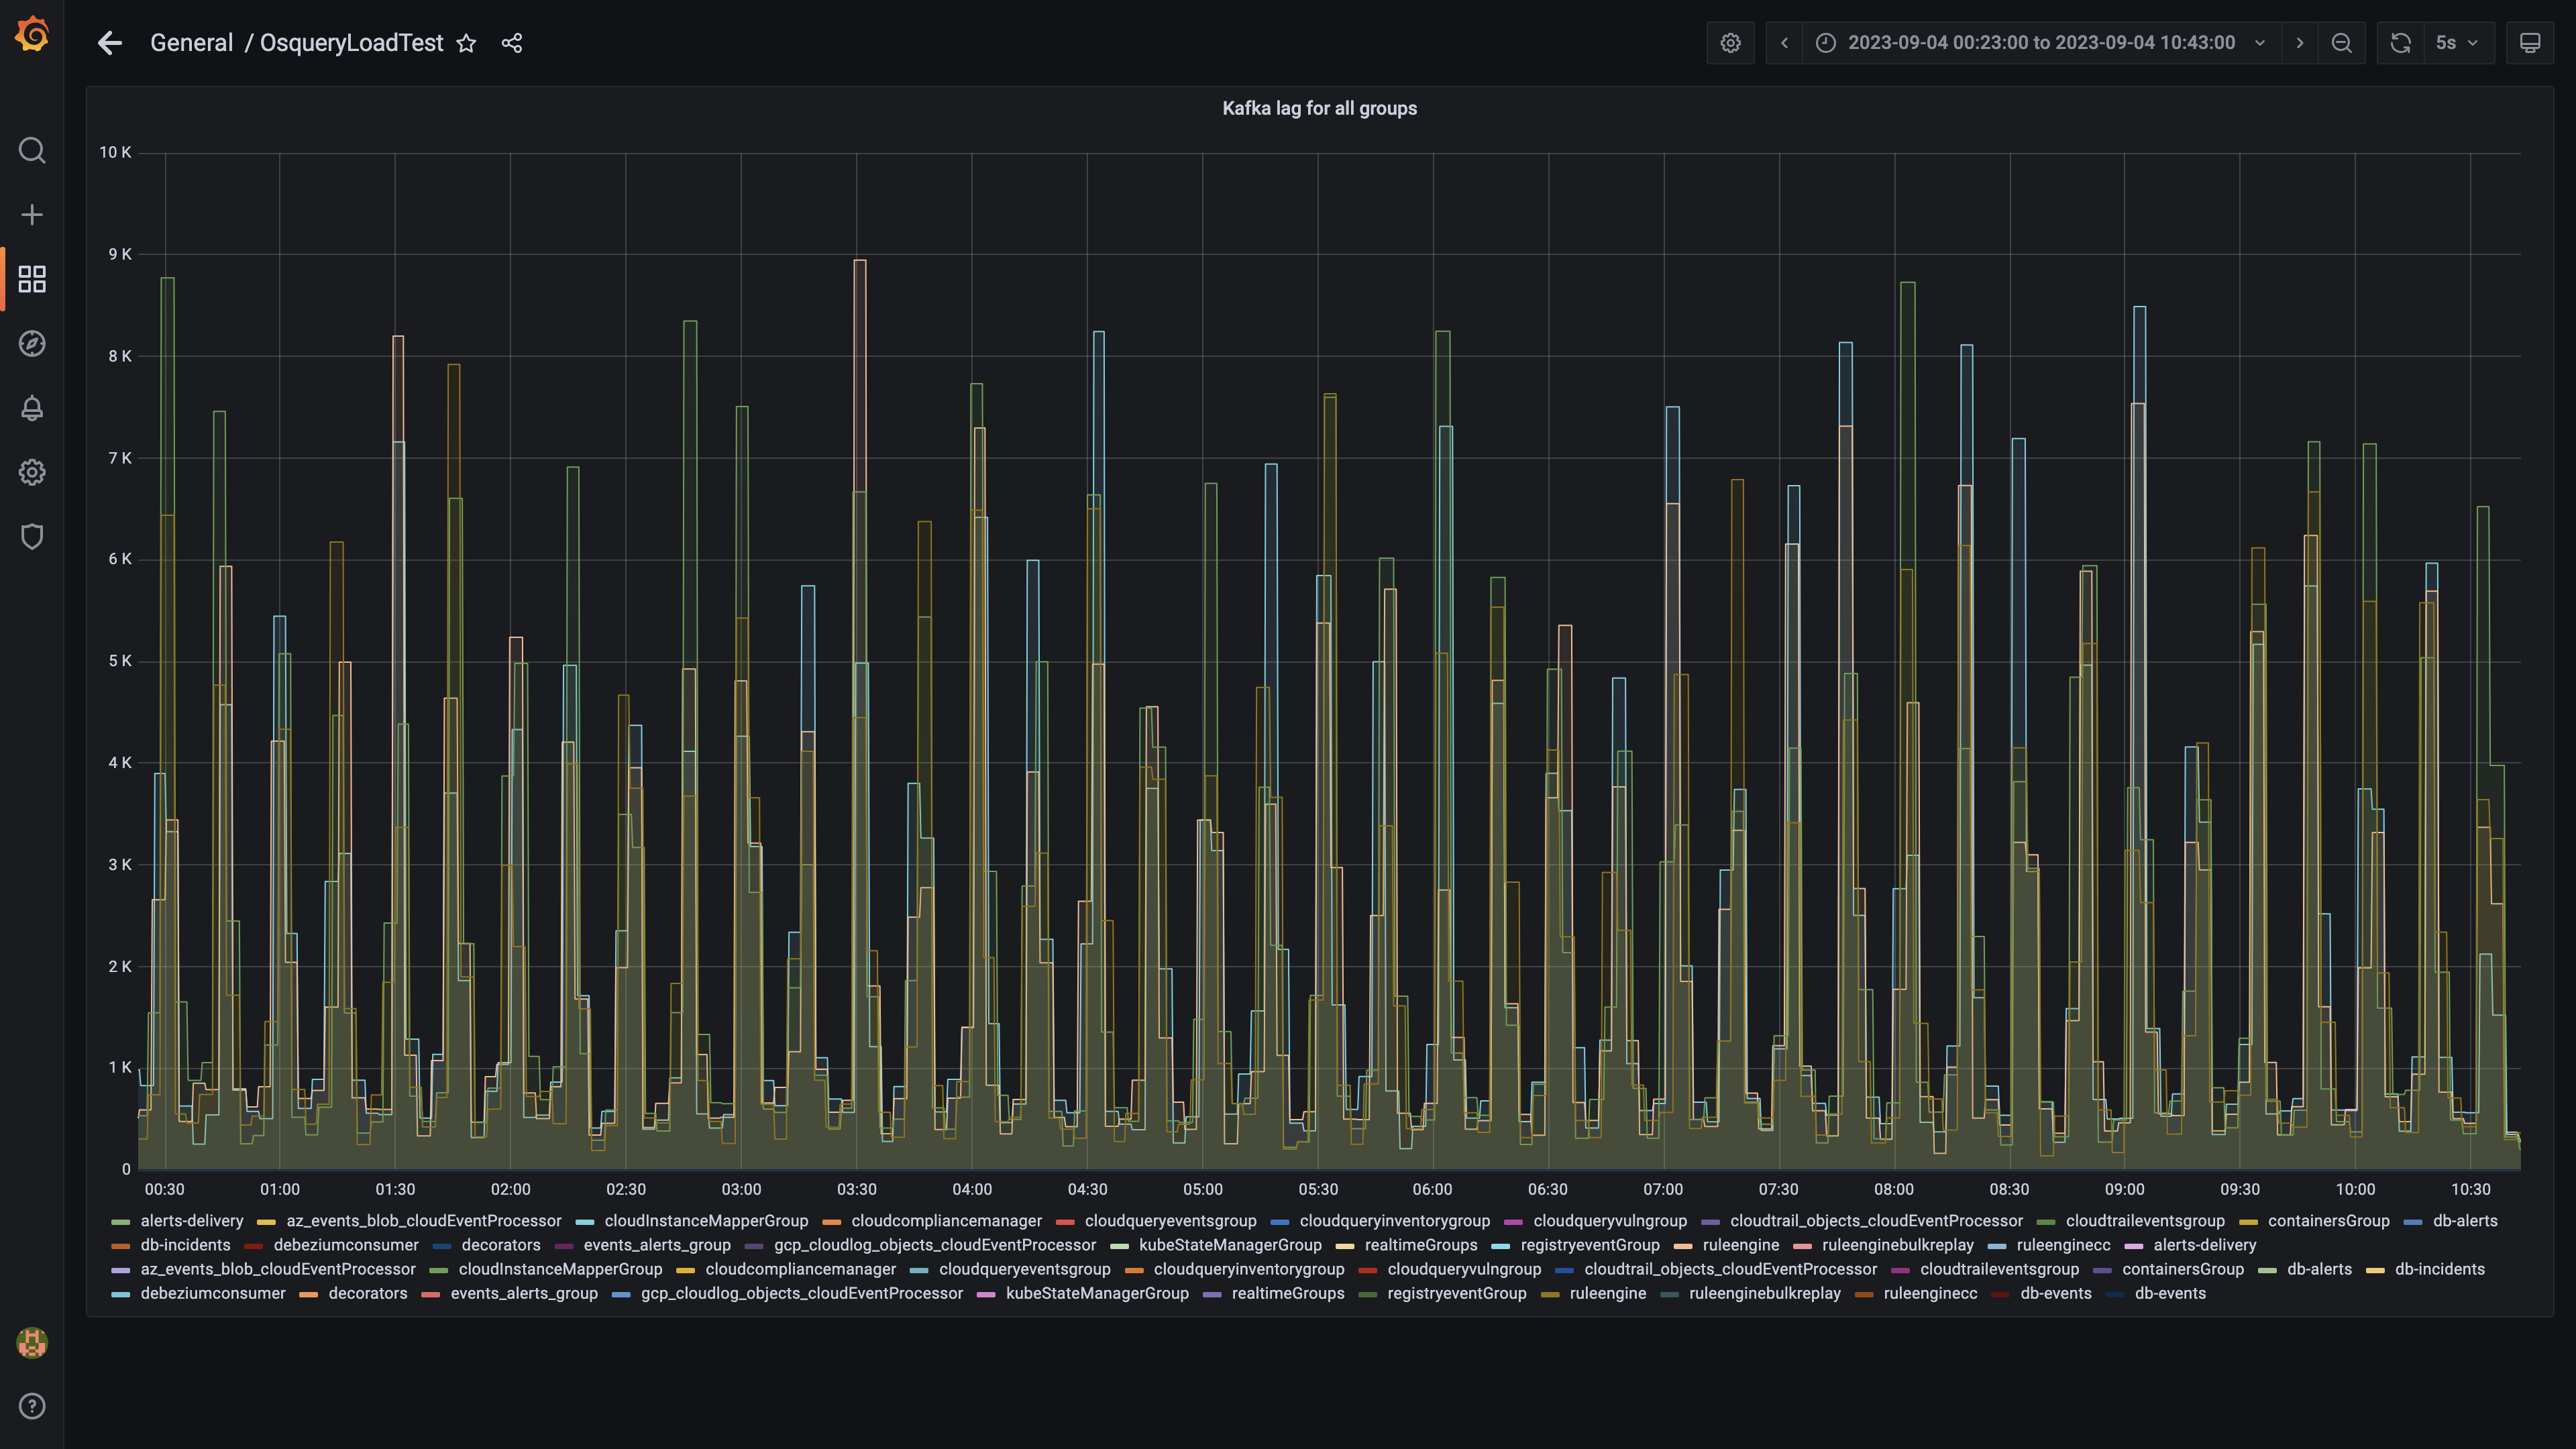 General / OsqueryLoadTest
2023-09-04 00:23:00 to 2023-09-04 10:43:00
5s
Kafka lag for all groups
10 K
9 K
8 K
7 K
6 K
5 K
4 K
3 K
2 K
1 K
0
00:30 01:00 01:30 02:00 02:30 03:00 03:30 04:00 04:30 05:00 05:30 06:00 06:30 07:00 07:30 08:00 08:30 09:00 09:30 10:00 10:30
alerts-delivery az_events_blob_cloudEventProcessor cloudInstanceMapperGroup cloudcompliancemanager cloudqueryeventsgroup cloudqueryinventorygroup cloudqueryvulngroup cloudtrail_objects_cloudEventProcessor cloudtraileventsgroup containersGroup db-alerts
db-incidents debeziumconsumer decorators events_alerts_group gcp_cloudlog_objects_cloudEventProcessor kubeStateManagerGroup realtimeGroups registryeventGroup ruleengine ruleenginebulkreplay ruleenginecc alerts-delivery
az_events_blob_cloudEventProcessor cloudInstanceMapperGroup cloudcompliancemanager cloudqueryeventsgroup cloudqueryinventorygroup cloudqueryvulngroup cloudtrail_objects_cloudEventProcessor cloudtraileventsgroup containersGroup db-alerts db-incidents
debeziumconsumer decorators events_alerts_group gcp_cloudlog_objects_cloudEventProcessor kubeStateManagerGroup realtimeGroups registryeventGroup ruleengine ruleenginebulkreplay ruleenginecc db-events db-events